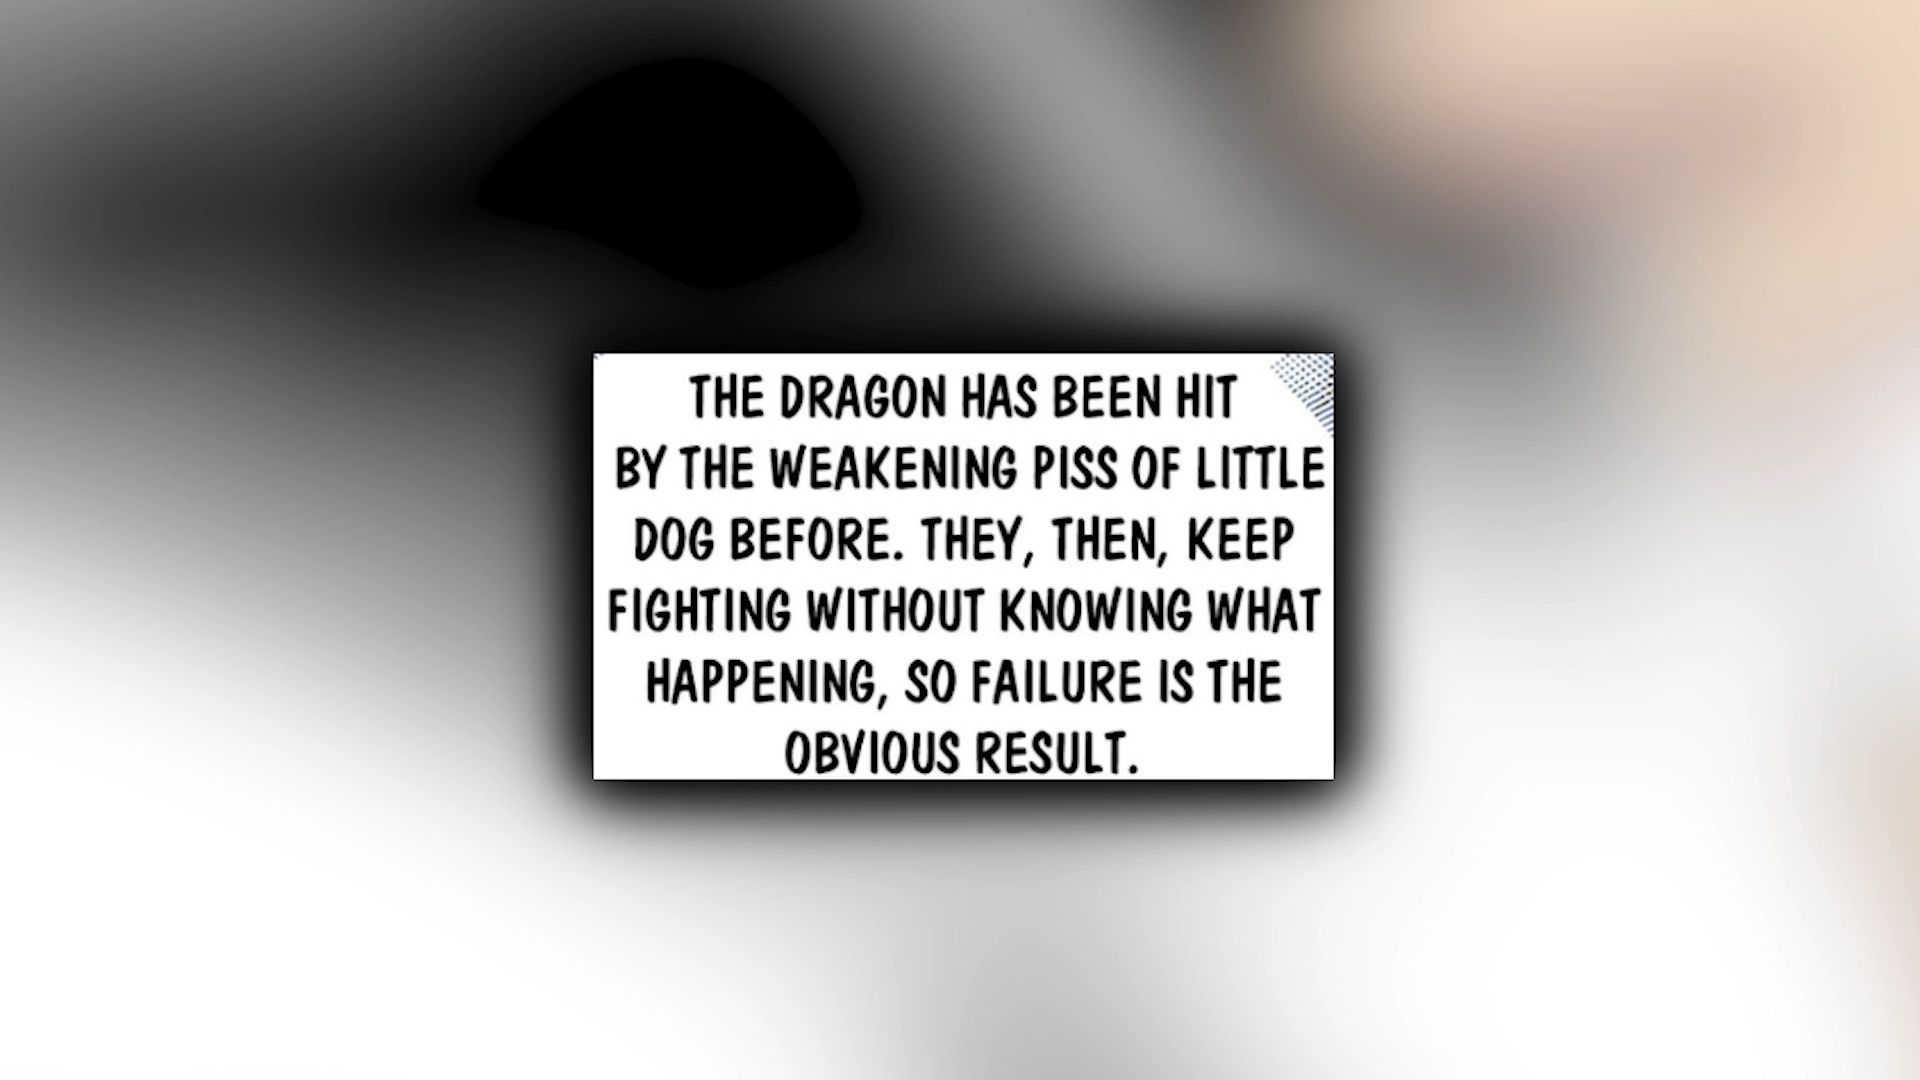 THE DRAGON HAS BEEN HIT
BY THE WEAKENING PISS OF LITTLE
DOG BEFORE. THEY, THEN, KEEP
FIGHTING WITHOUT KNOWING WHAT
HAPPENING, SO FAILURE IS THE
OBVIOUS RESULT.